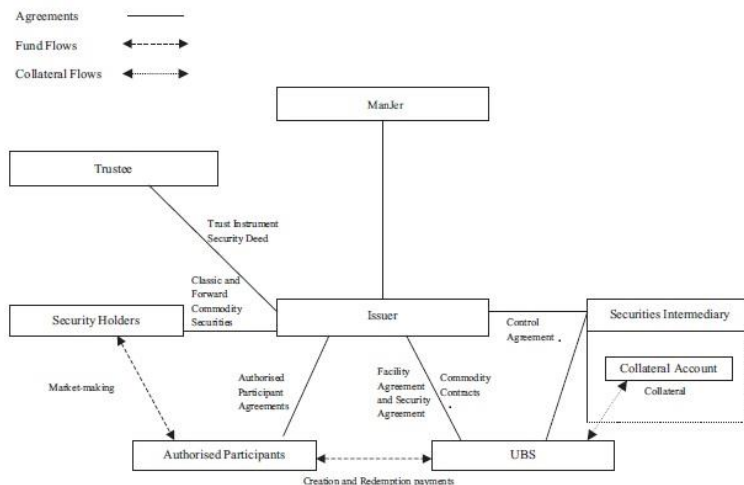 Agreements
Fund Flows
Collateral Flows
ManJer
Trustee
Trust Instrument
Security Deed
Classic and
Forward
Commodity
Securities
Security Holders
Issuer
Securities Intermediary
Control
Agreement
Collateral Account
Collateral
Market-making
Authorised
Participant
Agreements
Facility
Agreement
and Security
Agreement
Commodity
Contracts
Authorised Participants
UBS
Creation and Redemption payments